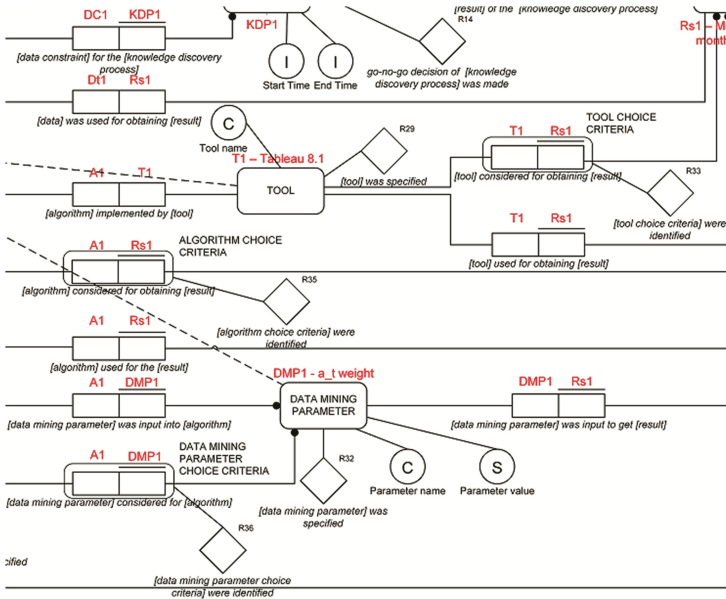 [result] of the [knowledge discovery process]
DC1 KDP1
KDP1
R14
Rs1 – M
month
[data constraint] for the [knowledge discovery
process]
I
I
Start Time End Time
go-no-go decision of [knowledge
discovery process] was made
Dt1 Rs1
[data] was used for obtaining [result]
C
Tool name
R29
TOOL CHOICE
CRITERIA
T1 Rs1
T1 – Tableau 8.1
[tool] was specified
[tool] considered for obtaining [result]
A1 T1
TOOL
R33
[algorithm] implemented by [tool]
[tool choice criteria] were
identified
T1 Rs1
[tool] used for obtaining [result]
A1 Rs1
ALGORITHM CHOICE
CRITERIA
[algorithm] considered for obtaining [result]
R35
[algorithm choice criteria] were
identified
A1 Rs1
[algorithm] used for the [result]
DMP1 - a_t weight
A1 DMP1
DATA MINING
PARAMETER
DMP1 Rs1
[data mining parameter] was input into [algorithm]
[data mining parameter] was input to get [result]
A1 DMP1
DATA MINING
PARAMETER
CHOICE CRITERIA
R32
C
S
Parameter name
Parameter value
[data mining parameter] considered for [algorithm]
[data mining parameter] was
specified
R36
cified
[data mining parameter choice
criteria] were identified